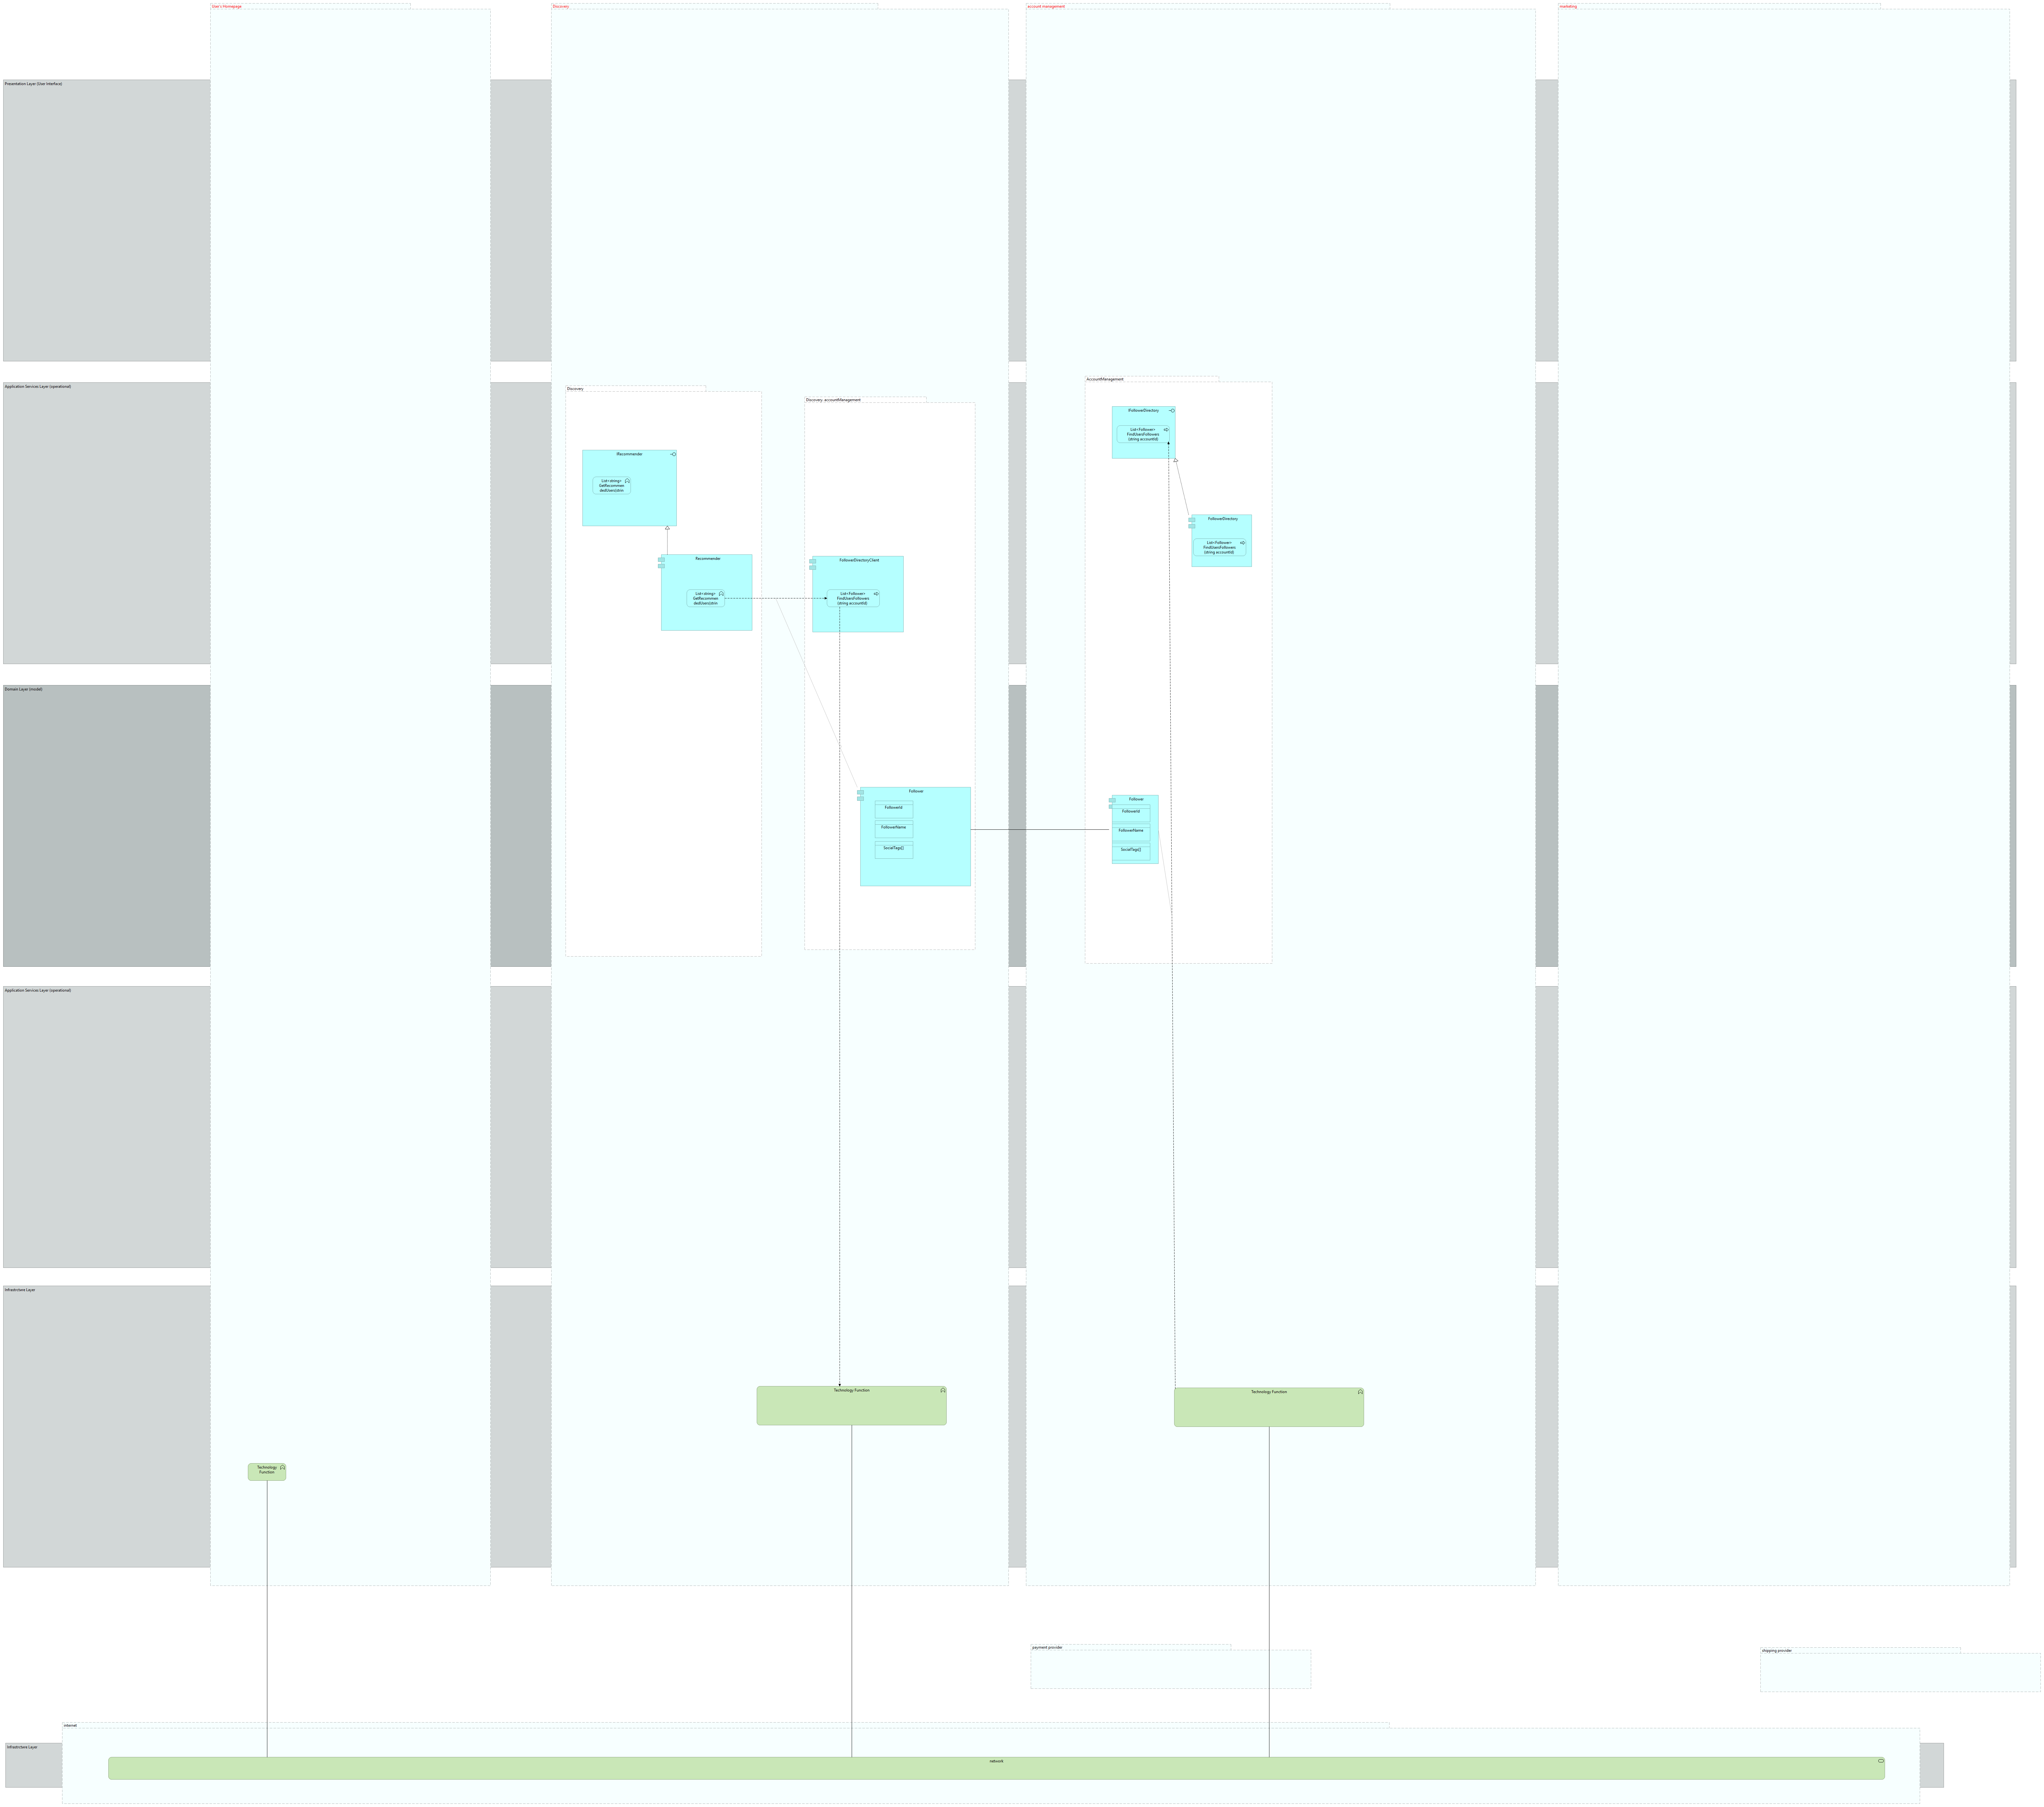 User's Homepage
Discovery
account management
marketing
Presentation Layer (User Interface)
Application Services Layer (operational)
Discovery
Discovery. accountManagement
AccountManagement
IFollowerDirectory
List<Follower>
FindUsersFollowers
(string accountId)
IRecommender
List<string>
GetRecommen
dedUsers(strin
FollowerDirectory
List<Follower>
FindUsersFollowers
(string accountId)
Recommender
List<string>
GetRecommen
dedUsers(strin
FollowerDirectoryClient
List<Follower>
FindUsersFollowers
(string accountId)
Domain Layer (model)
Follower
FollowerId
FollowerName
SocialTags[]
Follower
FollowerId
FollowerName
SocialTags[]
Application Services Layer (operational)
Infrastrcture Layer
Technology Function
Technology Function
Technology
Function
payment provider
shipping provider
internet
Infrastrcture Layer
network